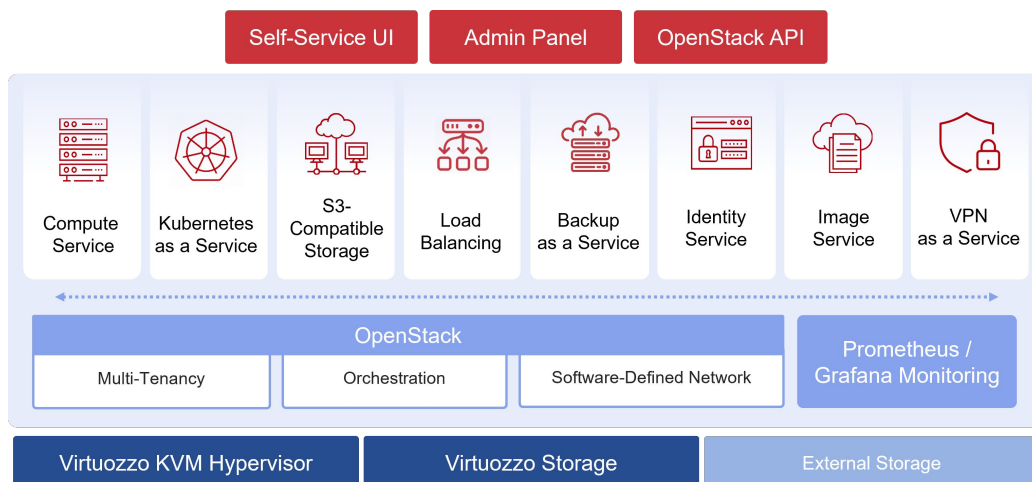 Self-Service UI
Admin Panel
OpenStack API
Compute
Service
Kubernetes
as a Service
S3-
Compatible
Storage
Load
Balancing
Backup
as a Service
Identity
Service
Image
Service
VPN
as a Service
OpenStack
Multi-Tenancy
Orchestration
Software-Defined Network
Prometheus /
Grafana Monitoring
Virtuozzo KVM Hypervisor
Virtuozzo Storage
External Storage